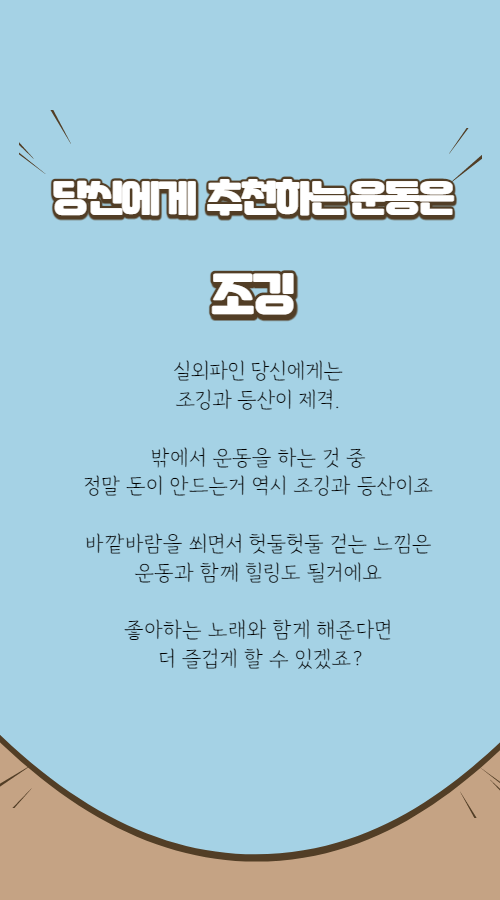 당신에게 추천하는 운동은
조깅
실외파인 당신에게는
조깅과 등산이 제격.
밖에서 운동을 하는 것 중
정말 돈이 안드는거 역시 조깅과 등산이죠
바깥바람을 쐬면서 헛둘헛둘 걷는 느낌은
운동과 함께 힐링도 될거에요
좋아하는 노래와 함게 해준다면
더 즐겁게 할 수 있겠죠?